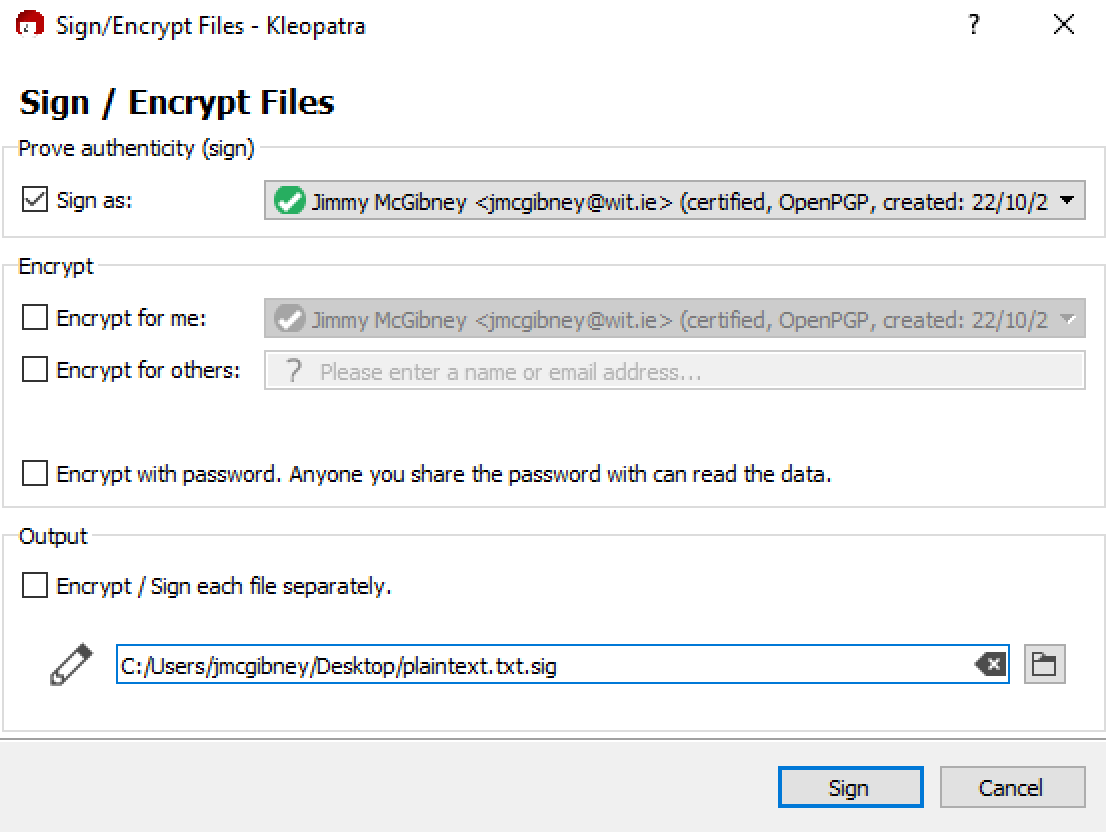 Sign/Encrypt Files - Kleopatra
?
Sign / Encrypt Files
Prove authenticity (sign)
Sign as:
Jimmy McGibney <jmcgibney@wit.ie> (certified, OpenPGP, created: 22/10/2
Encrypt
Encrypt for me:
Jimmy McGibney <jmcgibney@wit.ie> (certified, OpenPGP, created: 22/10/2
Encrypt for others:
? Please enter a name or email address...
Encrypt with password. Anyone you share the password with can read the data.
Output
Encrypt / Sign each file separately.
C:/Users/jmcgibney/Desktop/plaintext.txt.sig
Sign
Cancel